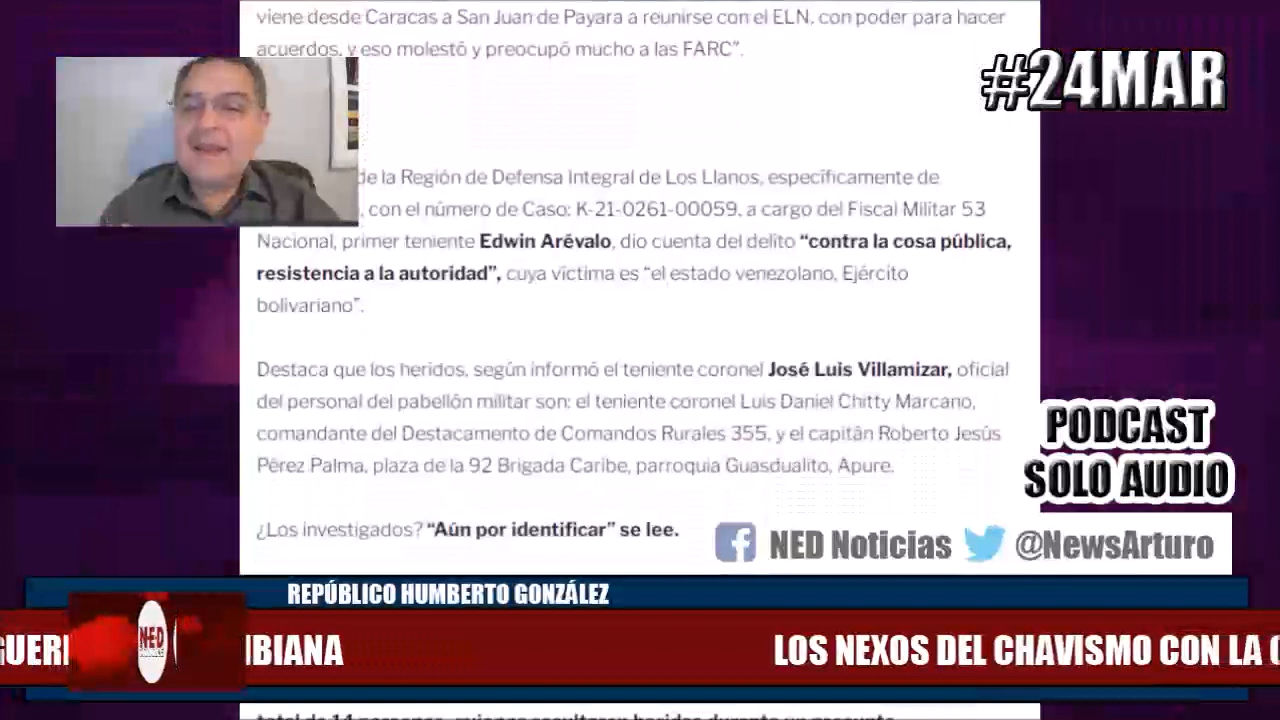 viene desde Caracas a San Juan de Payara a reunirse con el ELN, con poder para hacer
acuerdos, y eso molestó y preocupó mucho a las FARC”.
#24MAR
de la Región de Defensa Integral de Los Llanos, específicamente de
, con el número de Caso: K-21-0261-00059, a cargo del Fiscal Militar 53
Nacional, primer teniente Edwin Arévalo, dio cuenta del delito “contra la cosa pública,
resistencia a la autoridad”, cuya víctima es “el estado venezolano, Ejército
bolivariano”.
Destaca que los heridos, según informó el teniente coronel José Luis Villamizar, oficial
del personal del pabellón militar son: el teniente coronel Luis Daniel Chitty Marcano,
comandante del Destacamento de Comandos Rurales 355, y el capitán Roberto Jesús
Pérez Palma, plaza de la 92 Brigada Caribe, parroquia Guasdualito, Apure.
¿Los investigados? “Aún por identificar” se lee.
PODCAST
SOLO AUDIO
NED Noticias @NewsArturo
REPÚBLICO HUMBERTO GONZÁLEZ
GUERI
NED
IBIANA
LOS NEXOS DEL CHAVISMO CON LA